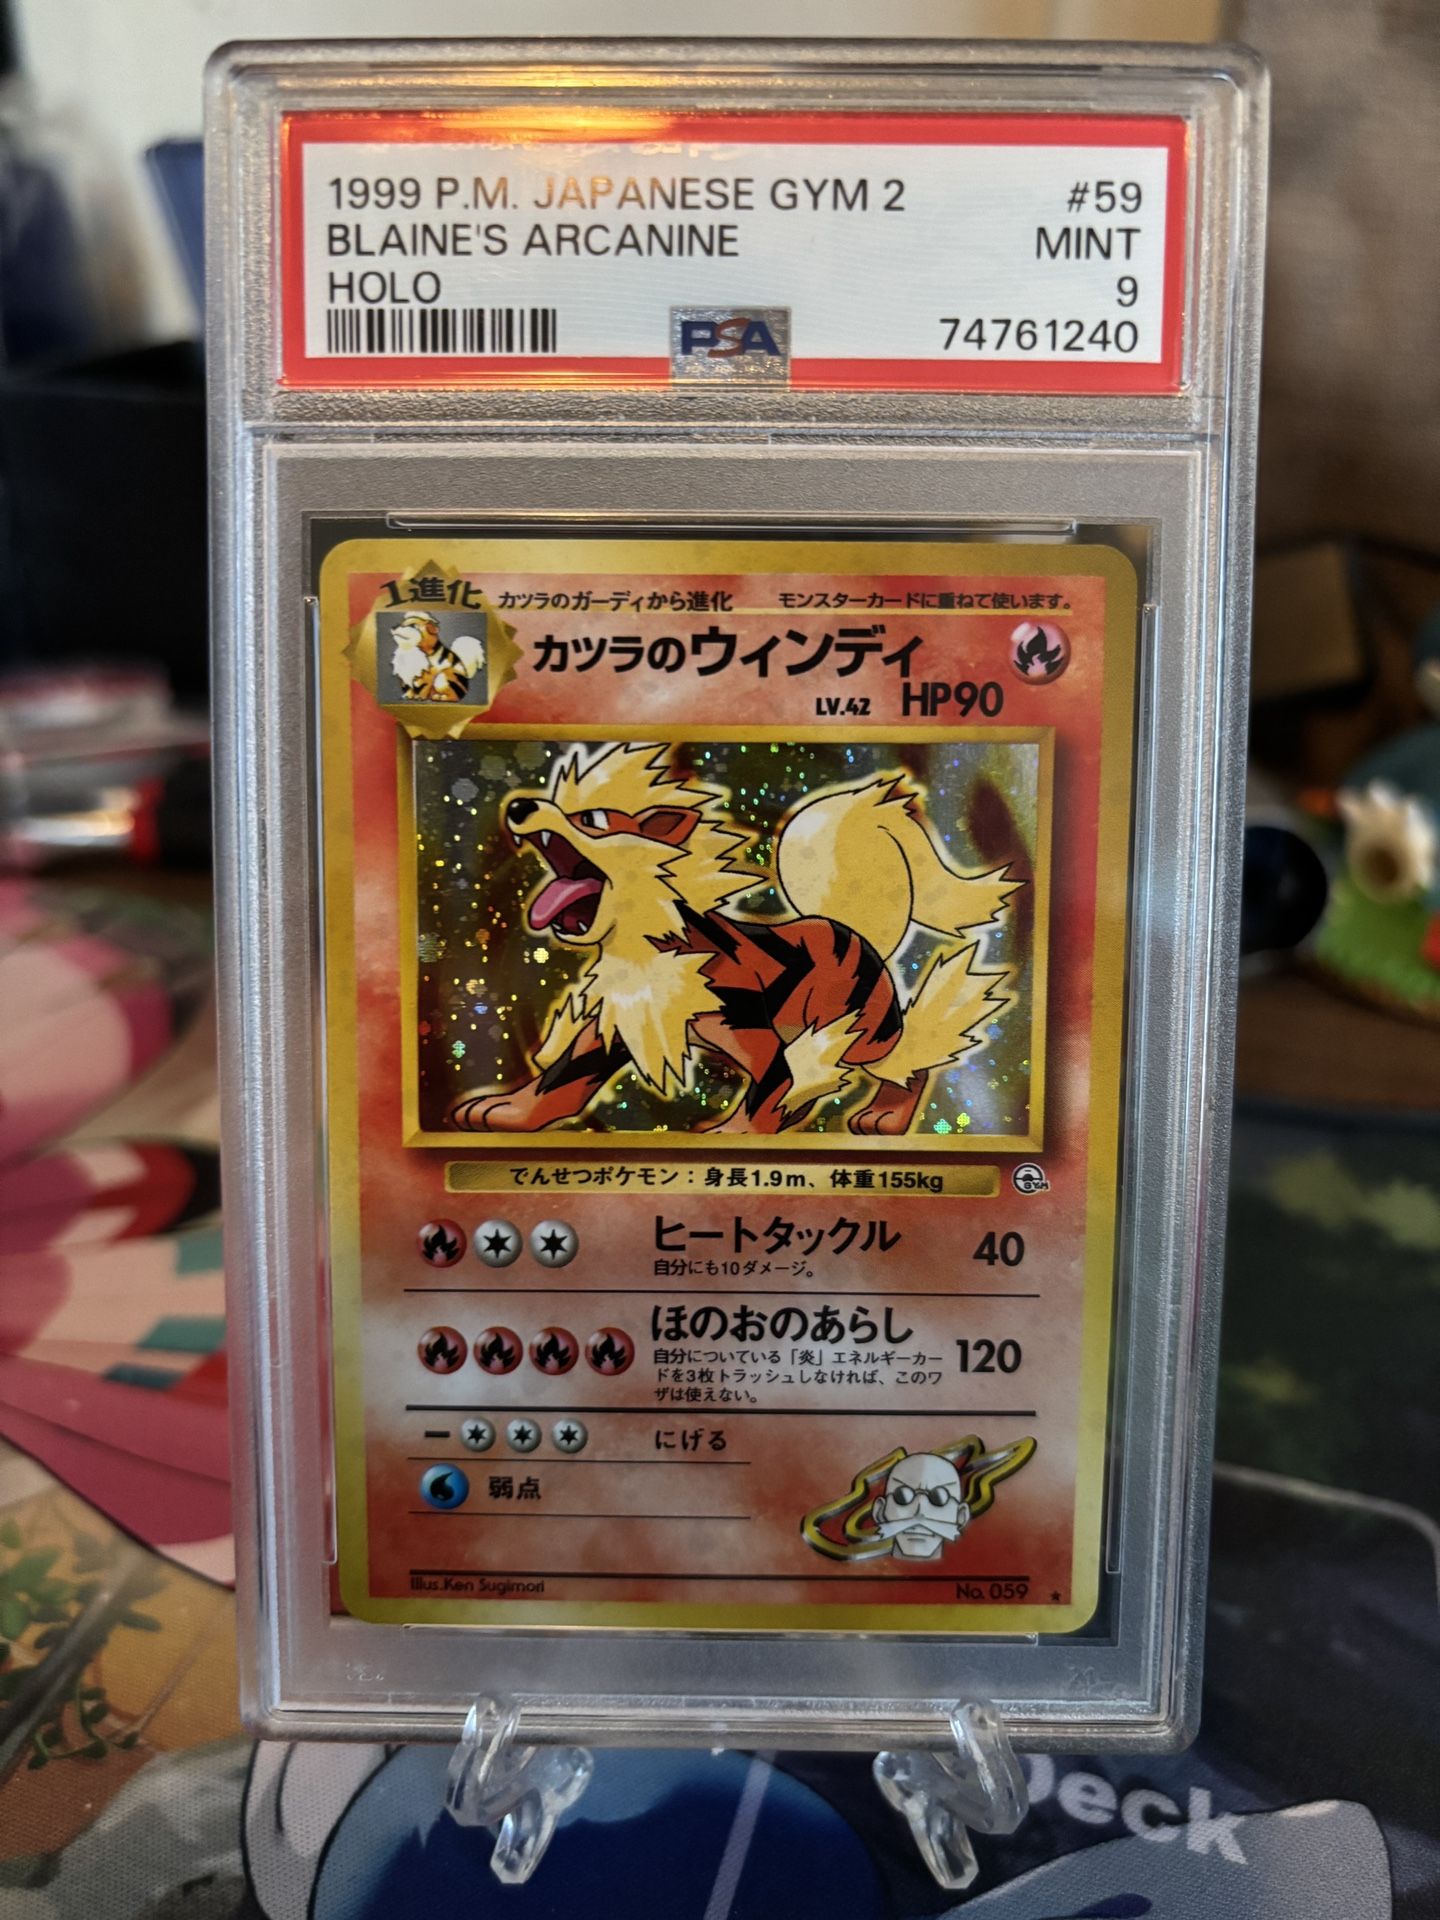 1999 P.M. JAPANESE GYM 2 #59
BLAINE'S ARCANINE MINT
HOLO 9
PSA 74761240
1進化 カツラのガーディから進化 モンスターカードに重ねて使います。
カツラのウィンディ
LV.42 HP90
でんせつポケモン：身長1.9m、体重155kg
GYM
ヒートタックル 40
自分にも10ダメージ。
ほのおのあらし 120
自分についている「炎」エネルギーカー
ドを3枚トラッシュしなければ、このワ
ザは使えない。
ー にげる
弱点
Illus.Ken Sugimori No. 059 ★
Deck